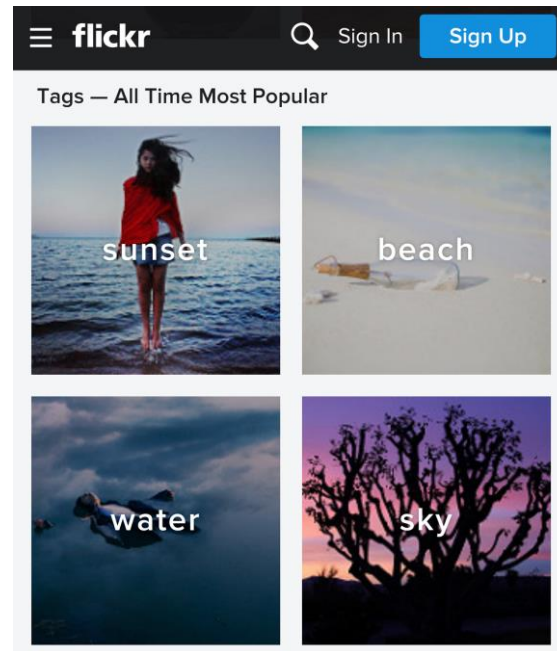 flickr Sign In Sign Up
Tags — All Time Most Popular
sunset beach
water sky